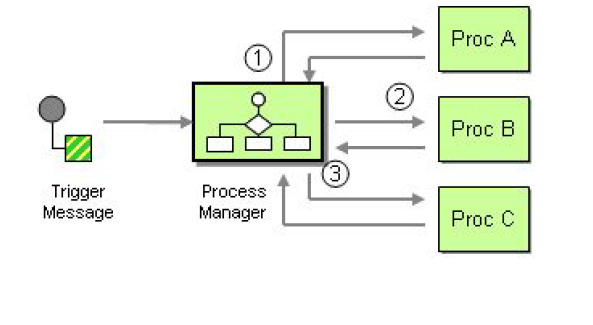 ① 
Proc A
②
Proc B
③
Trigger
Message
Process
Manager
Proc C